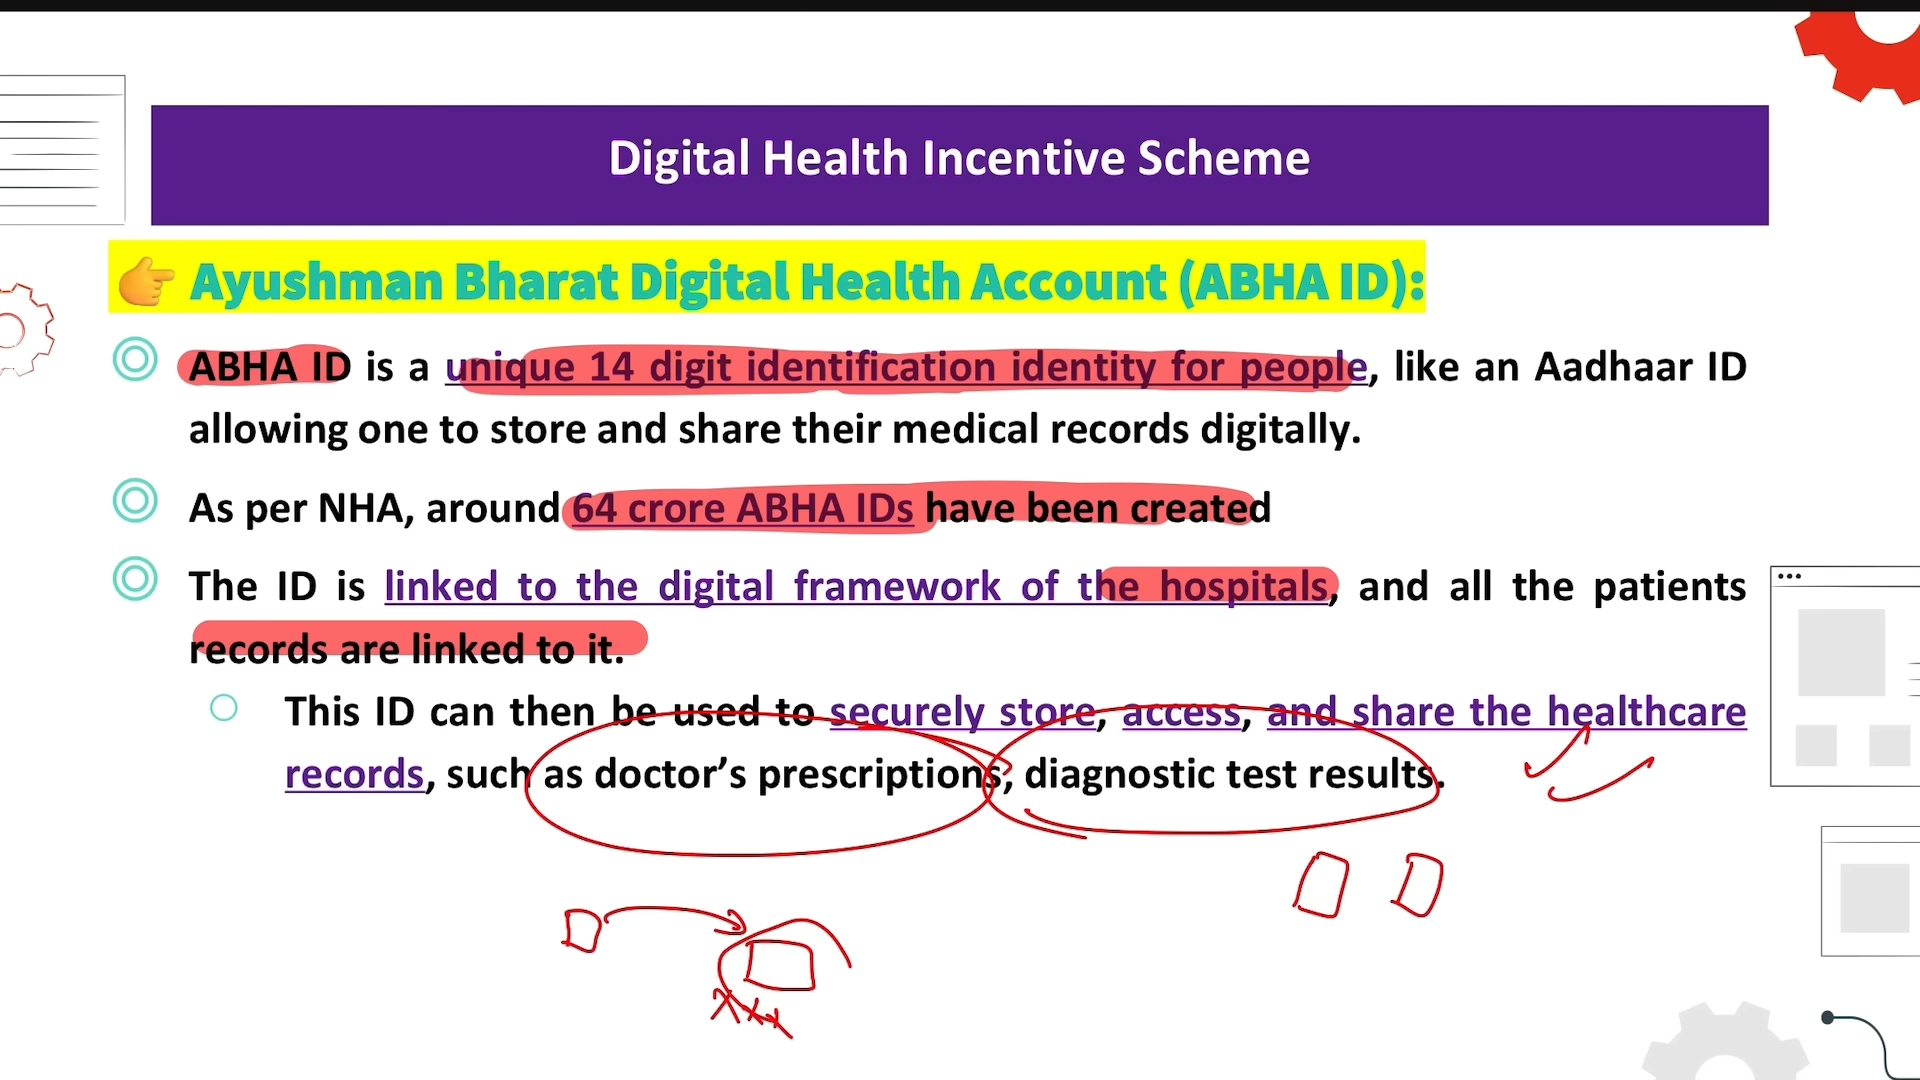 Digital Health Incentive Scheme
👉 Ayushman Bharat Digital Health Account (ABHA ID):
ABHA ID is a unique 14 digit identification identity for people, like an Aadhaar ID
allowing one to store and share their medical records digitally.
As per NHA, around 64 crore ABHA IDs have been created
The ID is linked to the digital framework of the hospitals, and all the patients
records are linked to it.
This ID can then be used to securely store, access, and share the healthcare
records, such as doctor’s prescriptions, diagnostic test results.
xxx